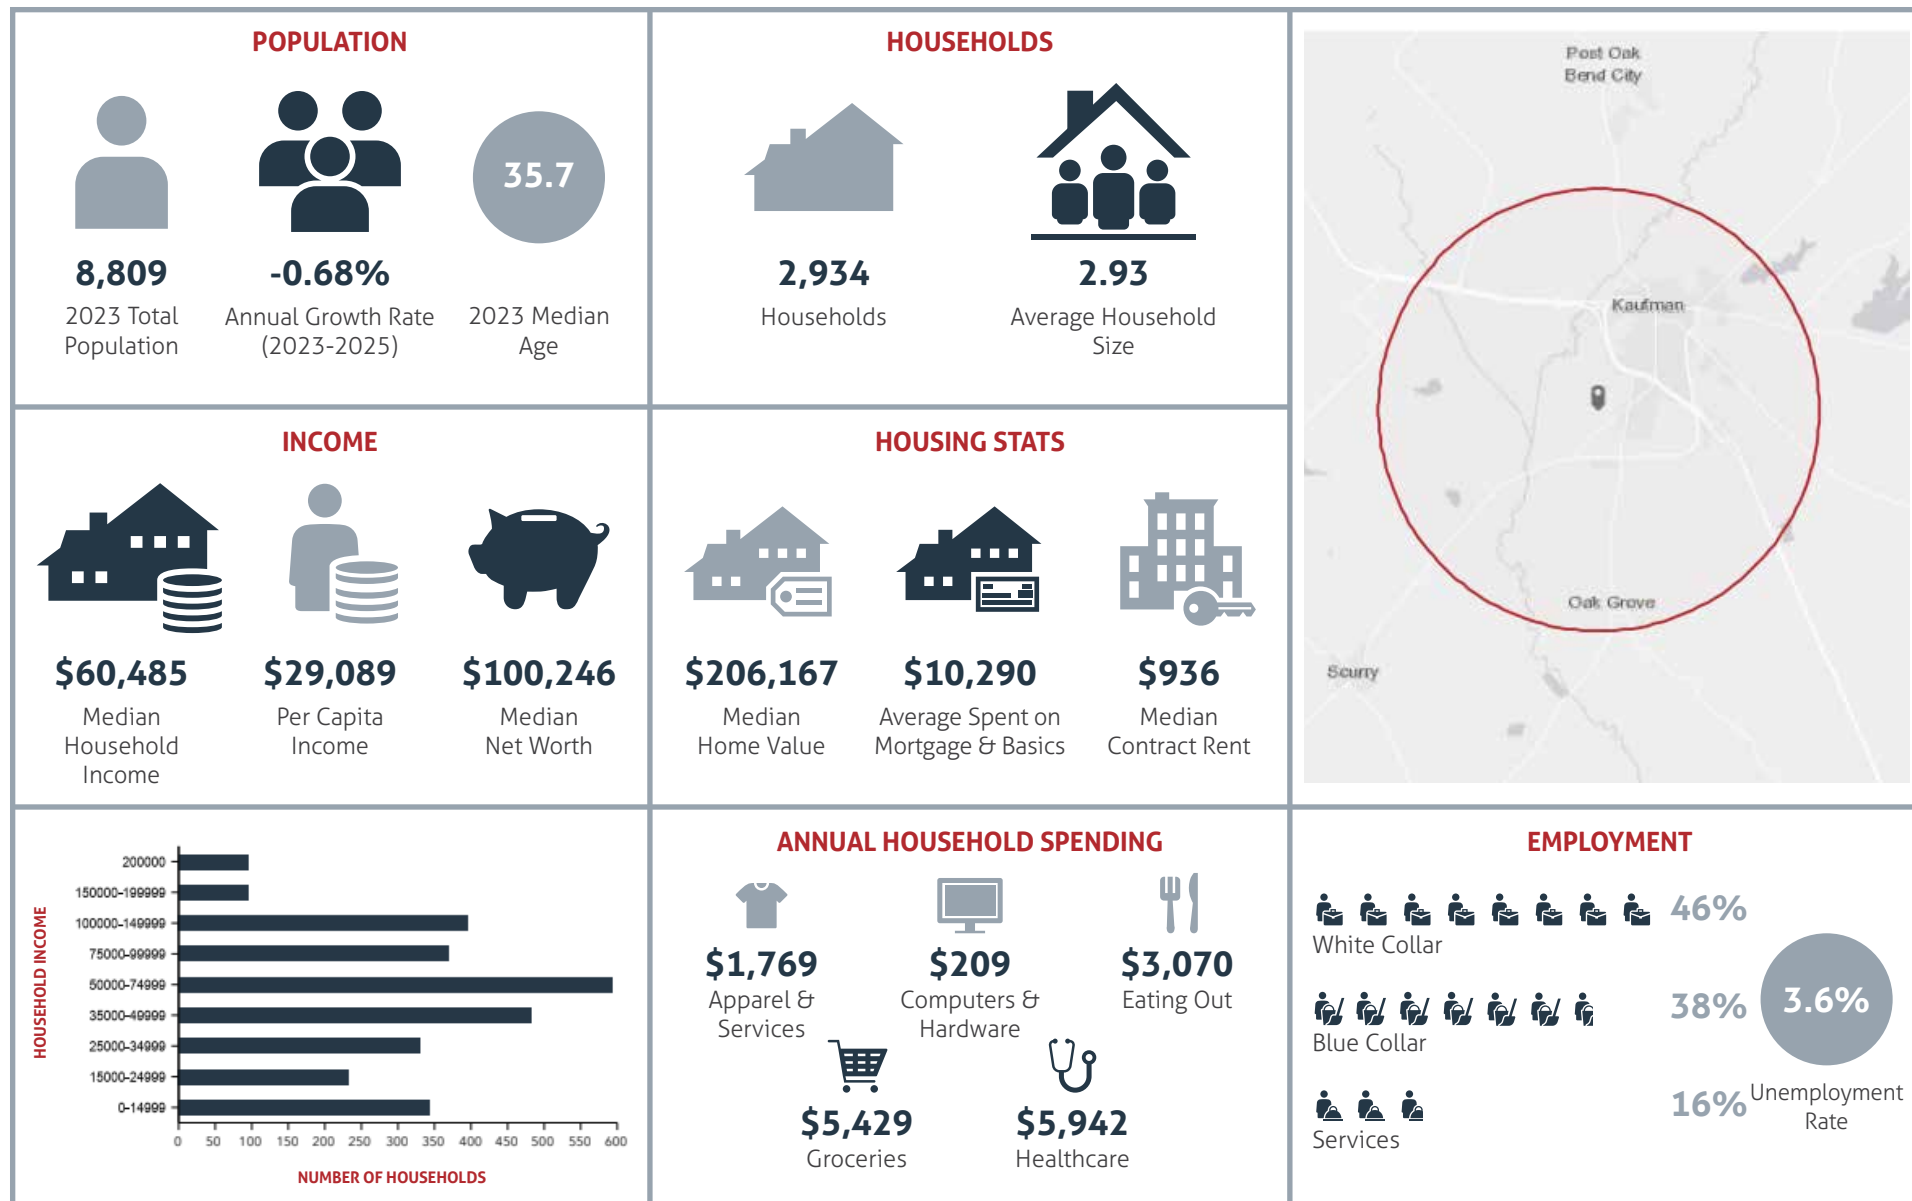 POPULATION
35.7
8,809
2023 Total
Population
-0.68%
Annual Growth Rate
(2023-2025)
2023 Median
Age
HOUSEHOLDS
2,934
Households
2.93
Average Household
Size
Post Oak
Bend City
Kaufman
Oak Grove
Scurry
INCOME
$60,485
Median
Household
Income
$29,089
Per Capita
Income
$100,246
Median
Net Worth
HOUSING STATS
$206,167
Median
Home Value
$10,290
Average Spent on
Mortgage & Basics
$936
Median
Contract Rent
HOUSEHOLD INCOME
200000
150000-199999
100000-149999
75000-99999
50000-74999
35000-49999
25000-34999
15000-24999
0-14999
0 50 100 150 200 250 300 350 400 450 500 550 600
NUMBER OF HOUSEHOLDS
ANNUAL HOUSEHOLD SPENDING
$1,769
Apparel &
Services
$209
Computers &
Hardware
$3,070
Eating Out
$5,429
Groceries
$5,942
Healthcare
EMPLOYMENT
46%
White Collar
38%
Blue Collar
16%
Services
3.6%
Unemployment
Rate